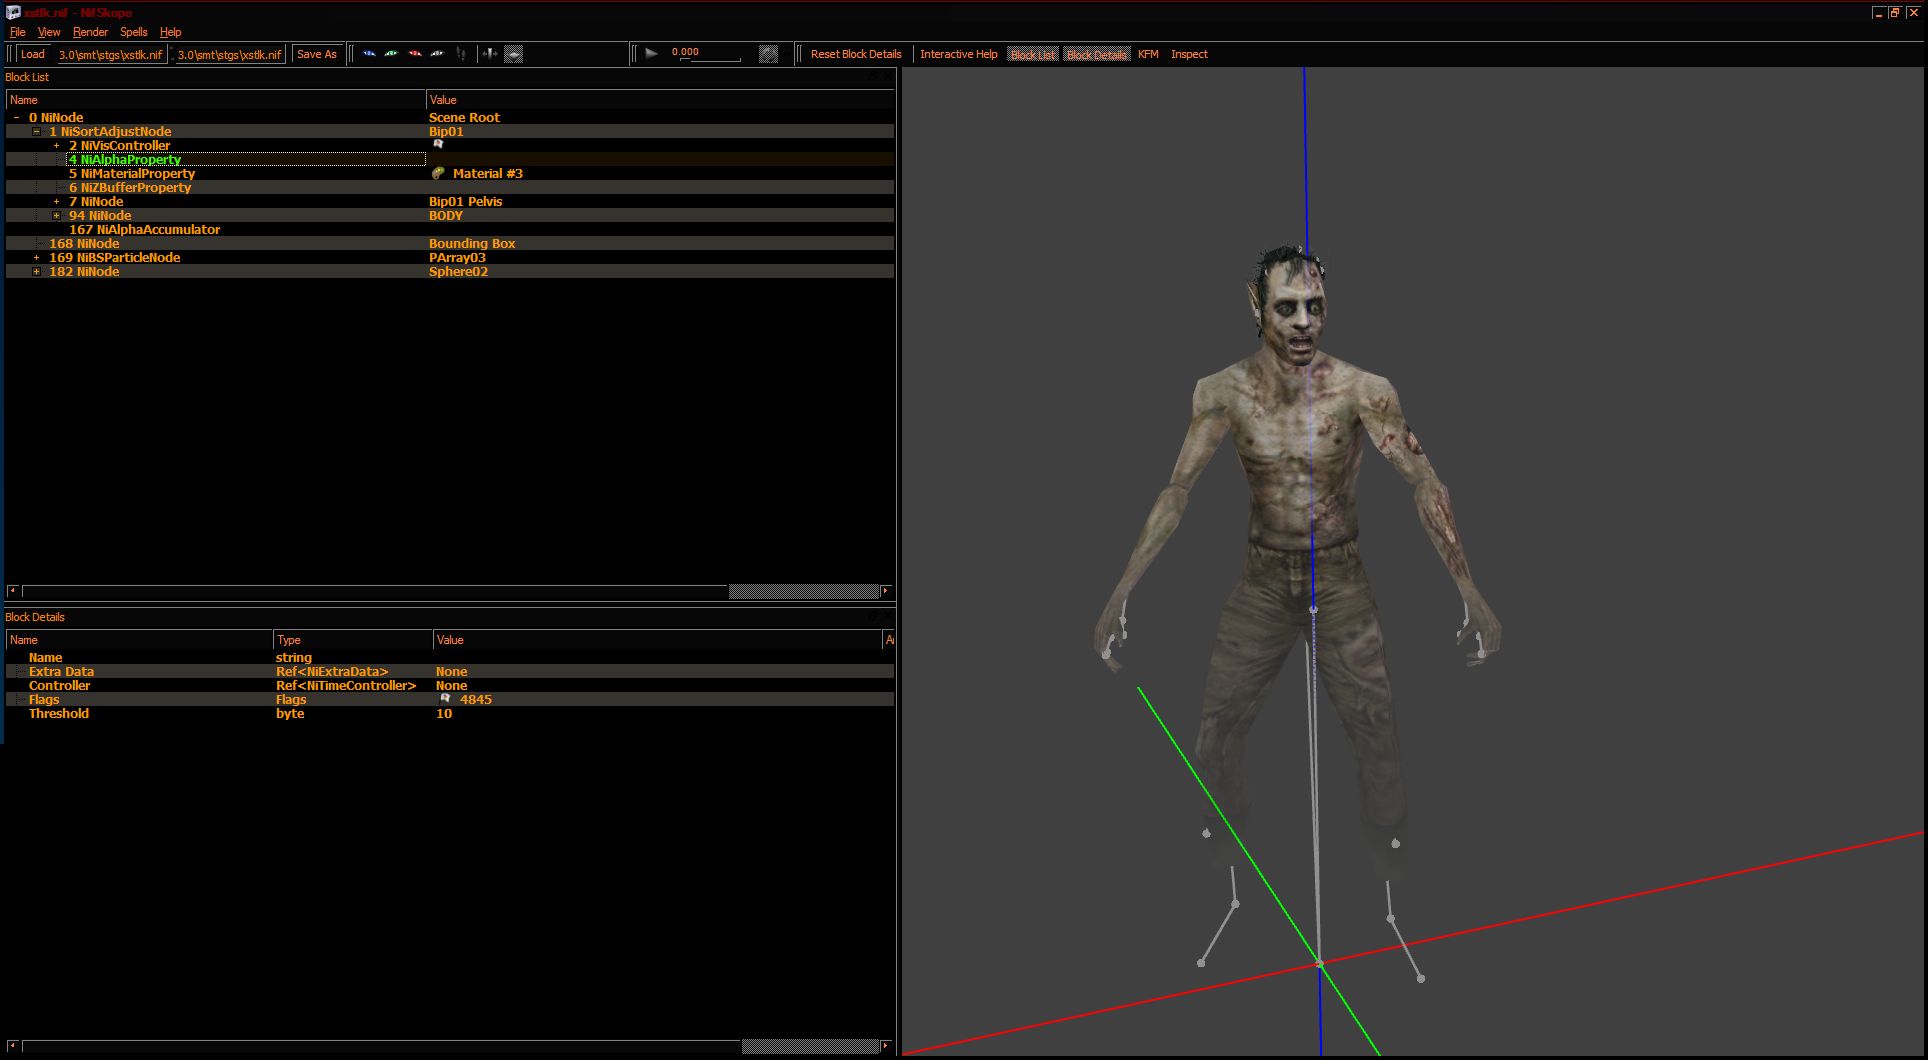 xstlk.nif - NifSkope
File View Render Spells Help
Load 3.0\smt\stgs\xstlk.nif 3.0\smt\stgs\xstlk.nif Save As 0.000 Reset Block Details Interactive Help Block List Block Details KFM Inspect
Block List
Name Value
- 0 NiNode Scene Root
- 1 NiSortAdjustNode Bip01
+ 2 NiVisController
4 NiAlphaProperty
5 NiMaterialProperty Material #3
6 NiZBufferProperty
+ 7 NiNode Bip01 Pelvis
+ 94 NiNode BODY
167 NiAlphaAccumulator
168 NiNode Bounding Box
+ 169 NiBSParticleNode PArray03
+ 182 NiNode Sphere02
Block Details
Name Type Value
Name string
Extra Data Ref<NiExtraData> None
Controller Ref<NiTimeController> None
Flags Flags 4845
Threshold byte 10